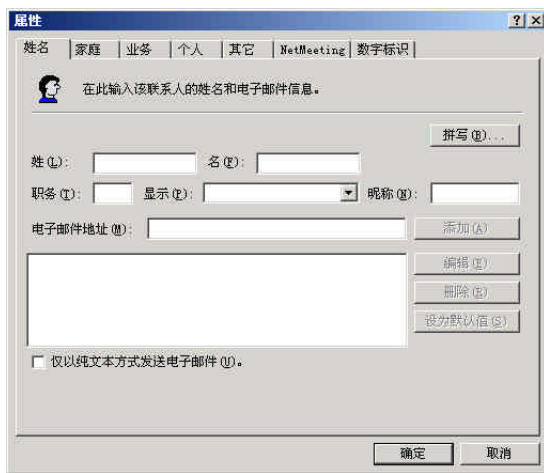 属性
姓名 家庭 业务 个人 其它 NetMeeting 数字标识
在此输入该联系人的姓名和电子邮件信息。
拼写(B)...
姓(L): 名(F):
职务(T): 显示(P): 昵称(N):
电子邮件地址(M): 添加(A)
编辑(E)
删除(R)
设为默认值(S)
仅以纯文本方式发送电子邮件(U)。
确定 取消